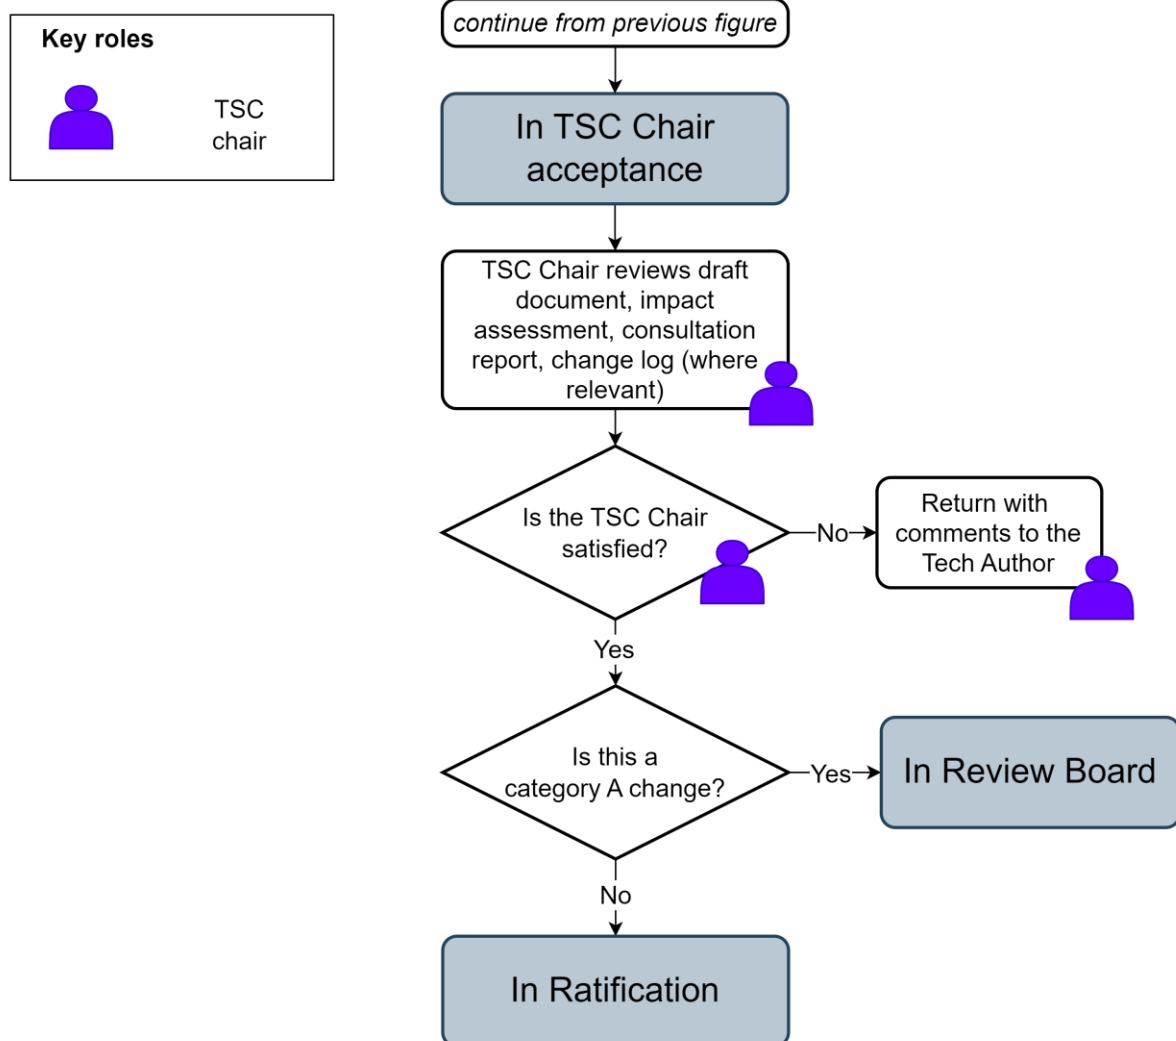 Key roles
TSC
chair
continue from previous figure
In TSC Chair
acceptance
TSC Chair reviews draft
document, impact
assessment, consultation
report, change log (where
relevant)
Is the TSC Chair
satisfied?
No
Return with
comments to the
Tech Author
Yes
Is this a
category A change?
Yes
In Review Board
No
In Ratification